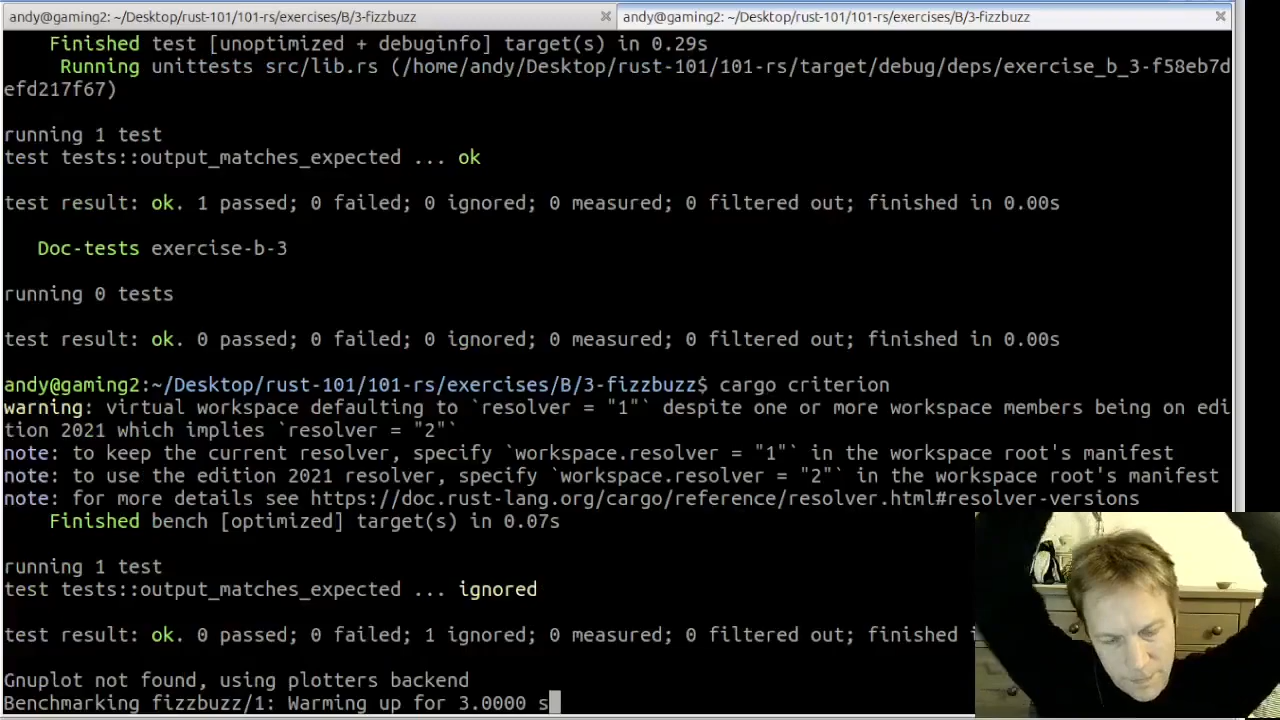 andy@gaming2: ~/Desktop/rust-101/101-rs/exercises/B/3-fizzbuzz
andy@gaming2: ~/Desktop/rust-101/101-rs/exercises/B/3-fizzbuzz
Finished test [unoptimized + debuginfo] target(s) in 0.29s
Running unittests src/lib.rs (/home/andy/Desktop/rust-101/101-rs/target/debug/deps/exercise_b_3-f58eb7d
efd217f67)
running 1 test
test tests::output_matches_expected ... ok
test result: ok. 1 passed; 0 failed; 0 ignored; 0 measured; 0 filtered out; finished in 0.00s
Doc-tests exercise-b-3
running 0 tests
test result: ok. 0 passed; 0 failed; 0 ignored; 0 measured; 0 filtered out; finished in 0.00s
andy@gaming2:~/Desktop/rust-101/101-rs/exercises/B/3-fizzbuzz$ cargo criterion
warning: virtual workspace defaulting to `resolver = "1"` despite one or more workspace members being on edi
tion 2021 which implies `resolver = "2"`
note: to keep the current resolver, specify `workspace.resolver = "1"` in the workspace root's manifest
note: to use the edition 2021 resolver, specify `workspace.resolver = "2"` in the workspace root's manifest
note: for more details see https://doc.rust-lang.org/cargo/reference/resolver.html#resolver-versions
Finished bench [optimized] target(s) in 0.07s
running 1 test
test tests::output_matches_expected ... ignored
test result: ok. 0 passed; 0 failed; 1 ignored; 0 measured; 0 filtered out; finished
Gnuplot not found, using plotters backend
Benchmarking fizzbuzz/1: Warming up for 3.0000 s